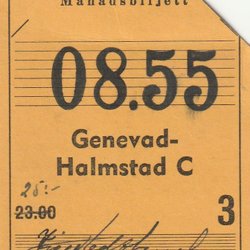 Månadsbiljett
08.55
Genevad-
Halmstad C
25:-
23.00
3